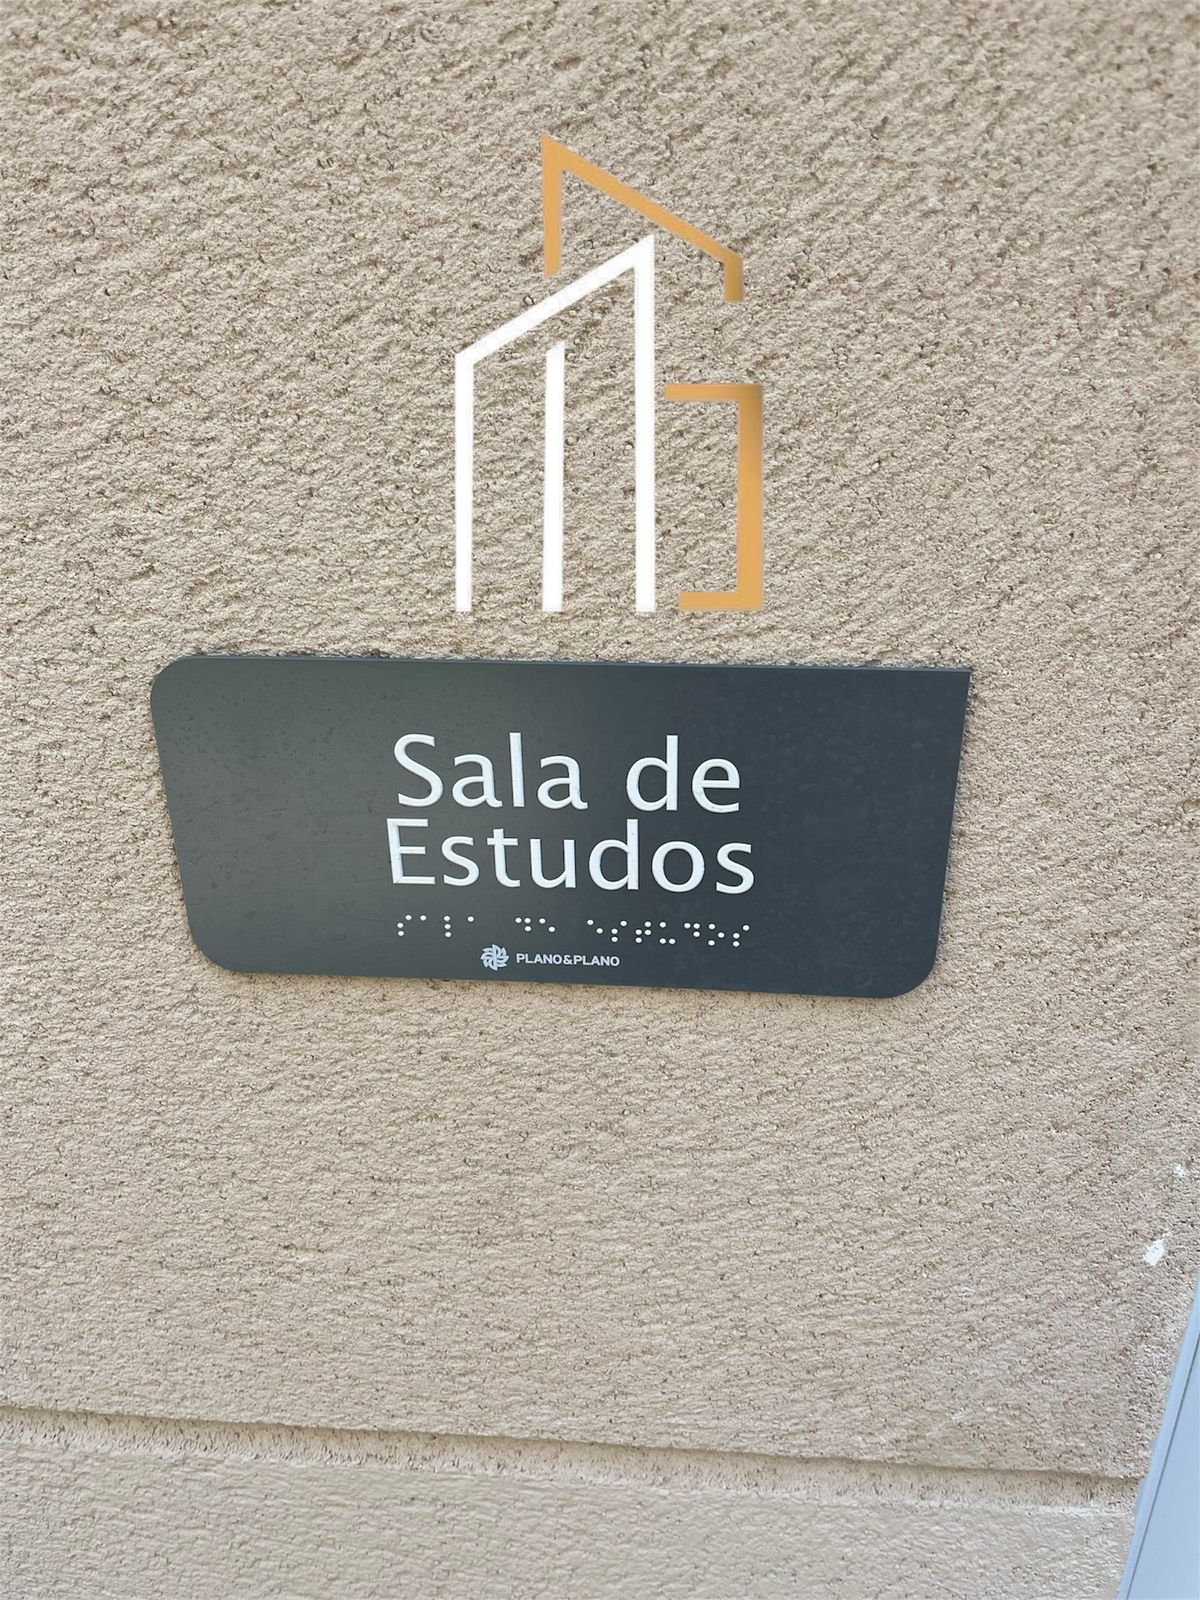 Sala de
Estudos
⠎⠁⠇⠁ ⠙⠑ ⠑⠎⠞⠥⠙⠕⠎
PLANO&PLANO